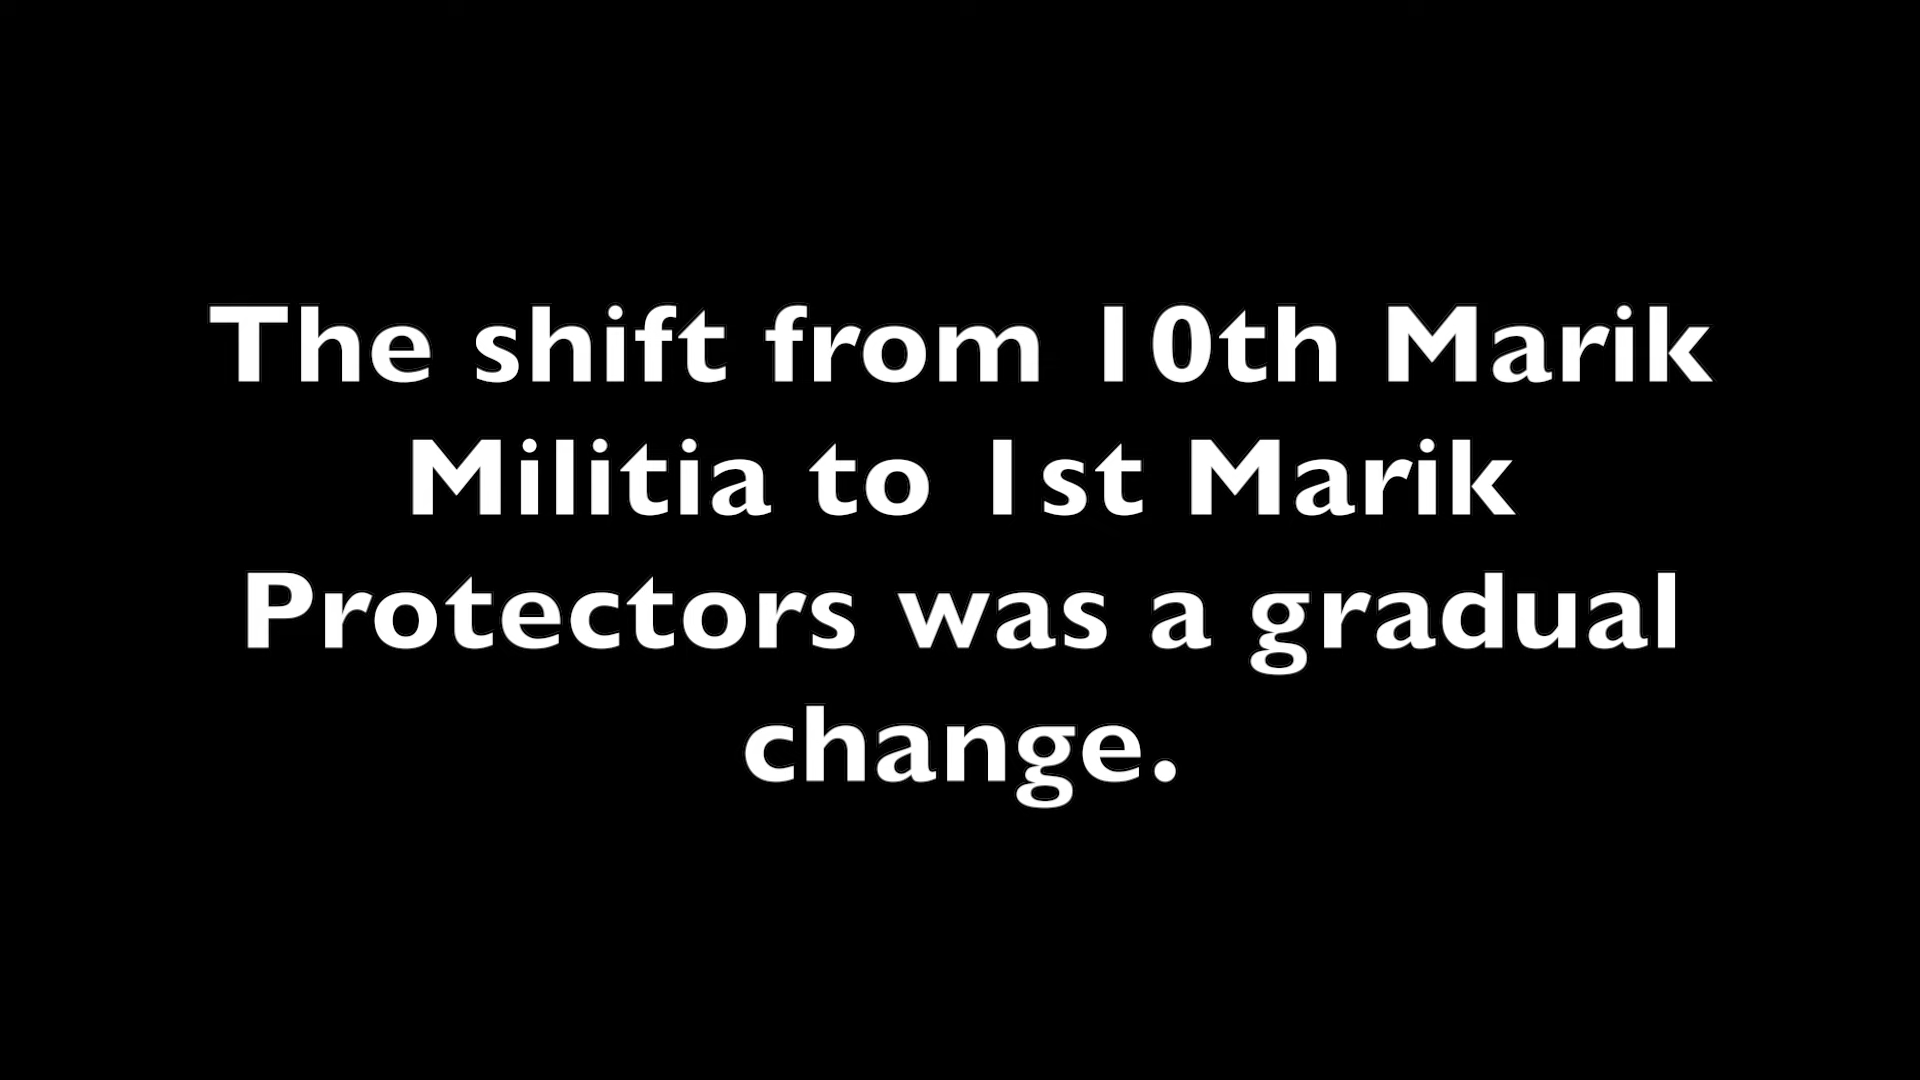 The shift from 10th Marik
Militia to 1st Marik
Protectors was a gradual
change.